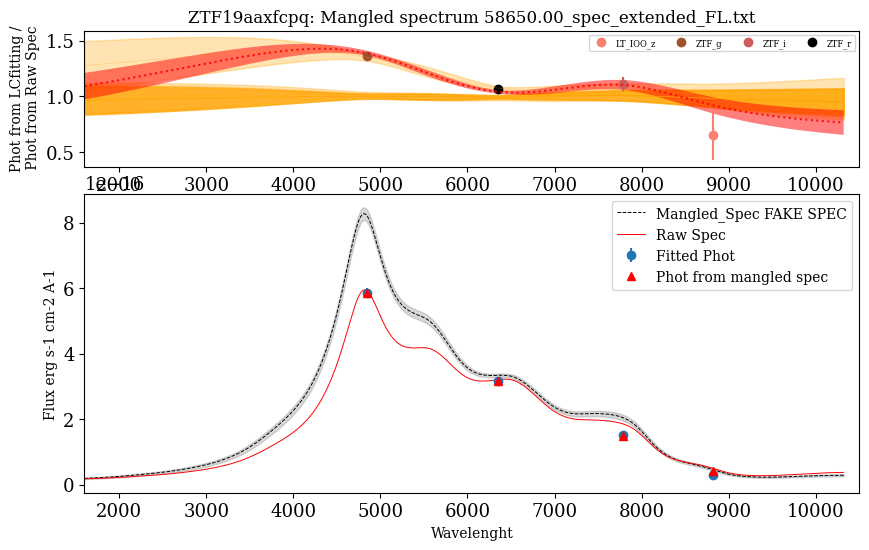 ZTF19aaxfcpq: Mangled spectrum 58650.00_spec_extended_FL.txt
Phot from LCfitting /
Phot from Raw Spec
1.5
1.0
0.5
LT_IOO_z ZTF_g ZTF_i ZTF_r
2000 3000 4000 5000 6000 7000 8000 9000 10000
1e−16
Flux erg s-1 cm-2 A-1
8
6
4
2
0
Mangled_Spec FAKE SPEC
Raw Spec
Fitted Phot
Phot from mangled spec
2000 3000 4000 5000 6000 7000 8000 9000 10000
Wavelenght